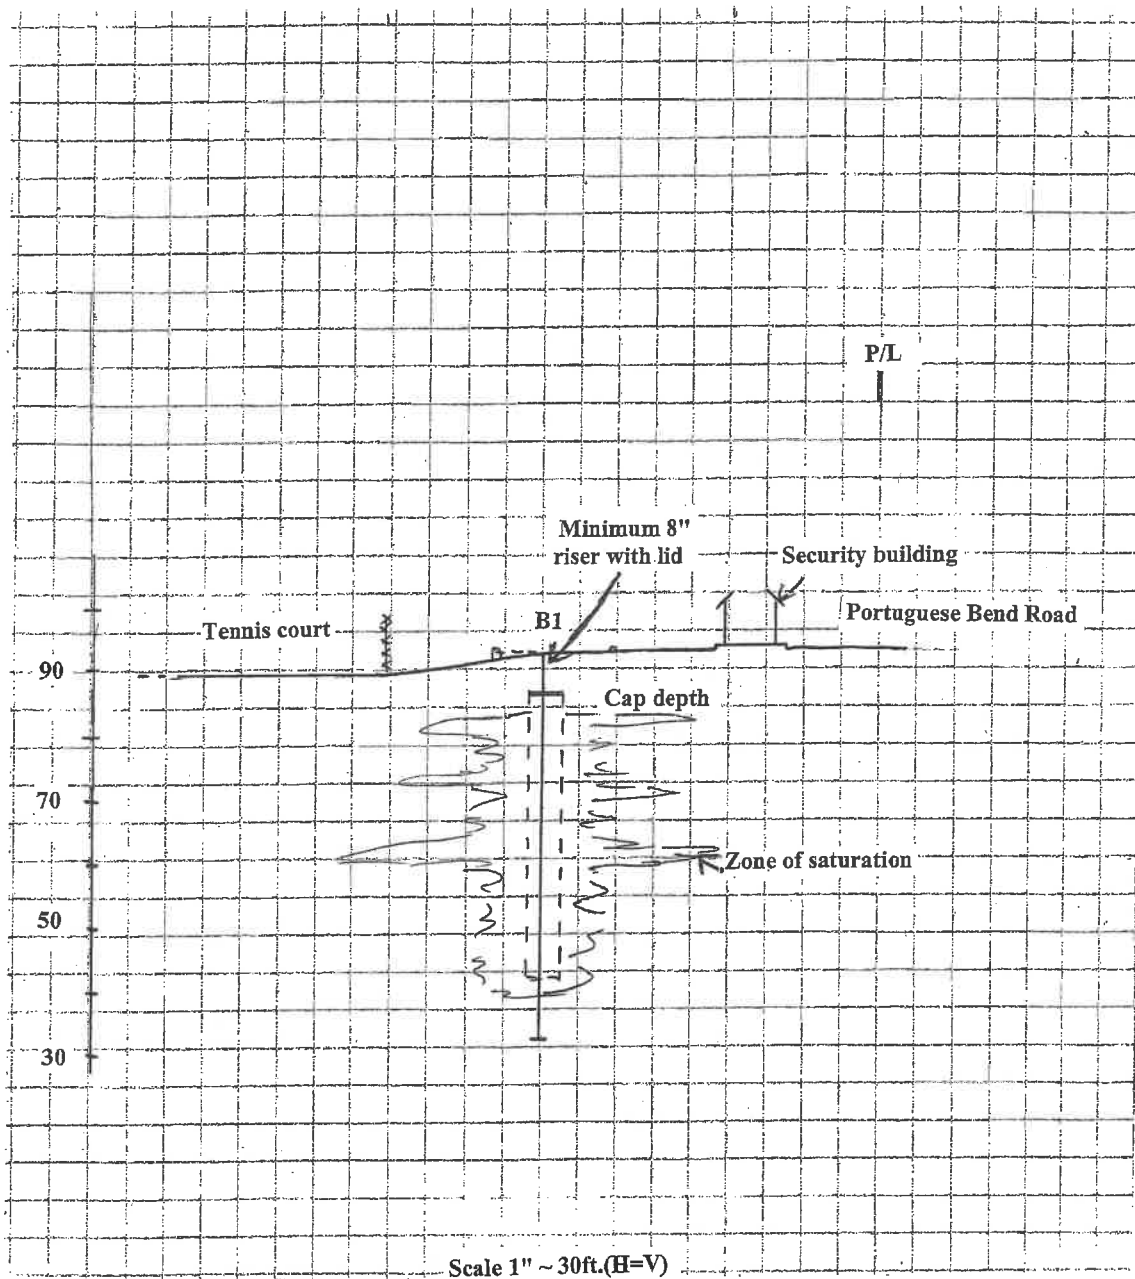 P/L
Minimum 8"
riser with lid
Security building
B1
Portuguese Bend Road
Tennis court
90
Cap depth
70
Zone of saturation
50
30
Scale 1" ~ 30ft.(H=V)